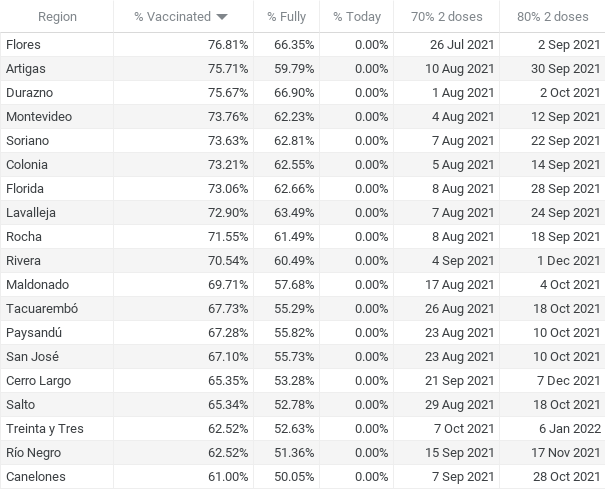 Region % Vaccinated % Fully % Today 70% 2 doses 80% 2 doses
Flores 76.81% 66.35% 0.00% 26 Jul 2021 2 Sep 2021
Artigas 75.71% 59.79% 0.00% 10 Aug 2021 30 Sep 2021
Durazno 75.67% 66.90% 0.00% 1 Aug 2021 2 Oct 2021
Montevideo 73.76% 62.23% 0.00% 4 Aug 2021 12 Sep 2021
Soriano 73.63% 62.81% 0.00% 7 Aug 2021 22 Sep 2021
Colonia 73.21% 62.55% 0.00% 5 Aug 2021 14 Sep 2021
Florida 73.06% 62.66% 0.00% 8 Aug 2021 28 Sep 2021
Lavalleja 72.90% 63.49% 0.00% 7 Aug 2021 24 Sep 2021
Rocha 71.55% 61.49% 0.00% 8 Aug 2021 18 Sep 2021
Rivera 70.54% 60.49% 0.00% 4 Sep 2021 1 Dec 2021
Maldonado 69.71% 57.68% 0.00% 17 Aug 2021 4 Oct 2021
Tacuarembó 67.73% 55.29% 0.00% 26 Aug 2021 18 Oct 2021
Paysandú 67.28% 55.82% 0.00% 23 Aug 2021 10 Oct 2021
San José 67.10% 55.73% 0.00% 23 Aug 2021 10 Oct 2021
Cerro Largo 65.35% 53.28% 0.00% 21 Sep 2021 7 Dec 2021
Salto 65.34% 52.78% 0.00% 29 Aug 2021 18 Oct 2021
Treinta y Tres 62.52% 52.63% 0.00% 7 Oct 2021 6 Jan 2022
Río Negro 62.52% 51.36% 0.00% 15 Sep 2021 17 Nov 2021
Canelones 61.00% 50.05% 0.00% 7 Sep 2021 28 Oct 2021